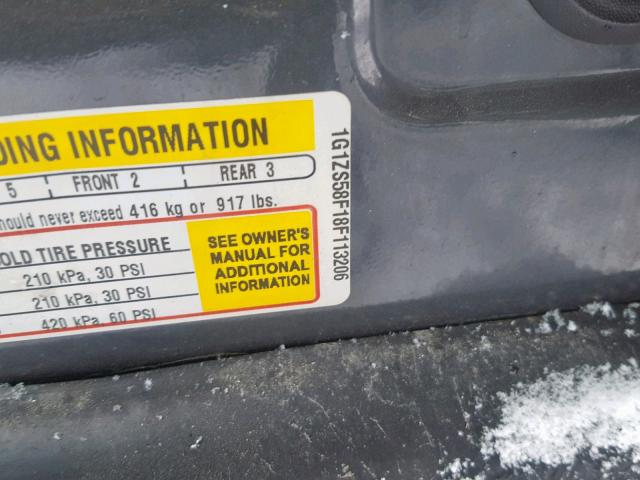 DING INFORMATION
5 FRONT 2 REAR 3
hould never exceed 416 kg or 917 lbs.
OLD TIRE PRESSURE
210 kPa, 30 PSI
210 kPa, 30 PSI
420 kPa, 60 PSI
SEE OWNER'S
MANUAL FOR
ADDITIONAL
INFORMATION
1G1ZS58F18F113206